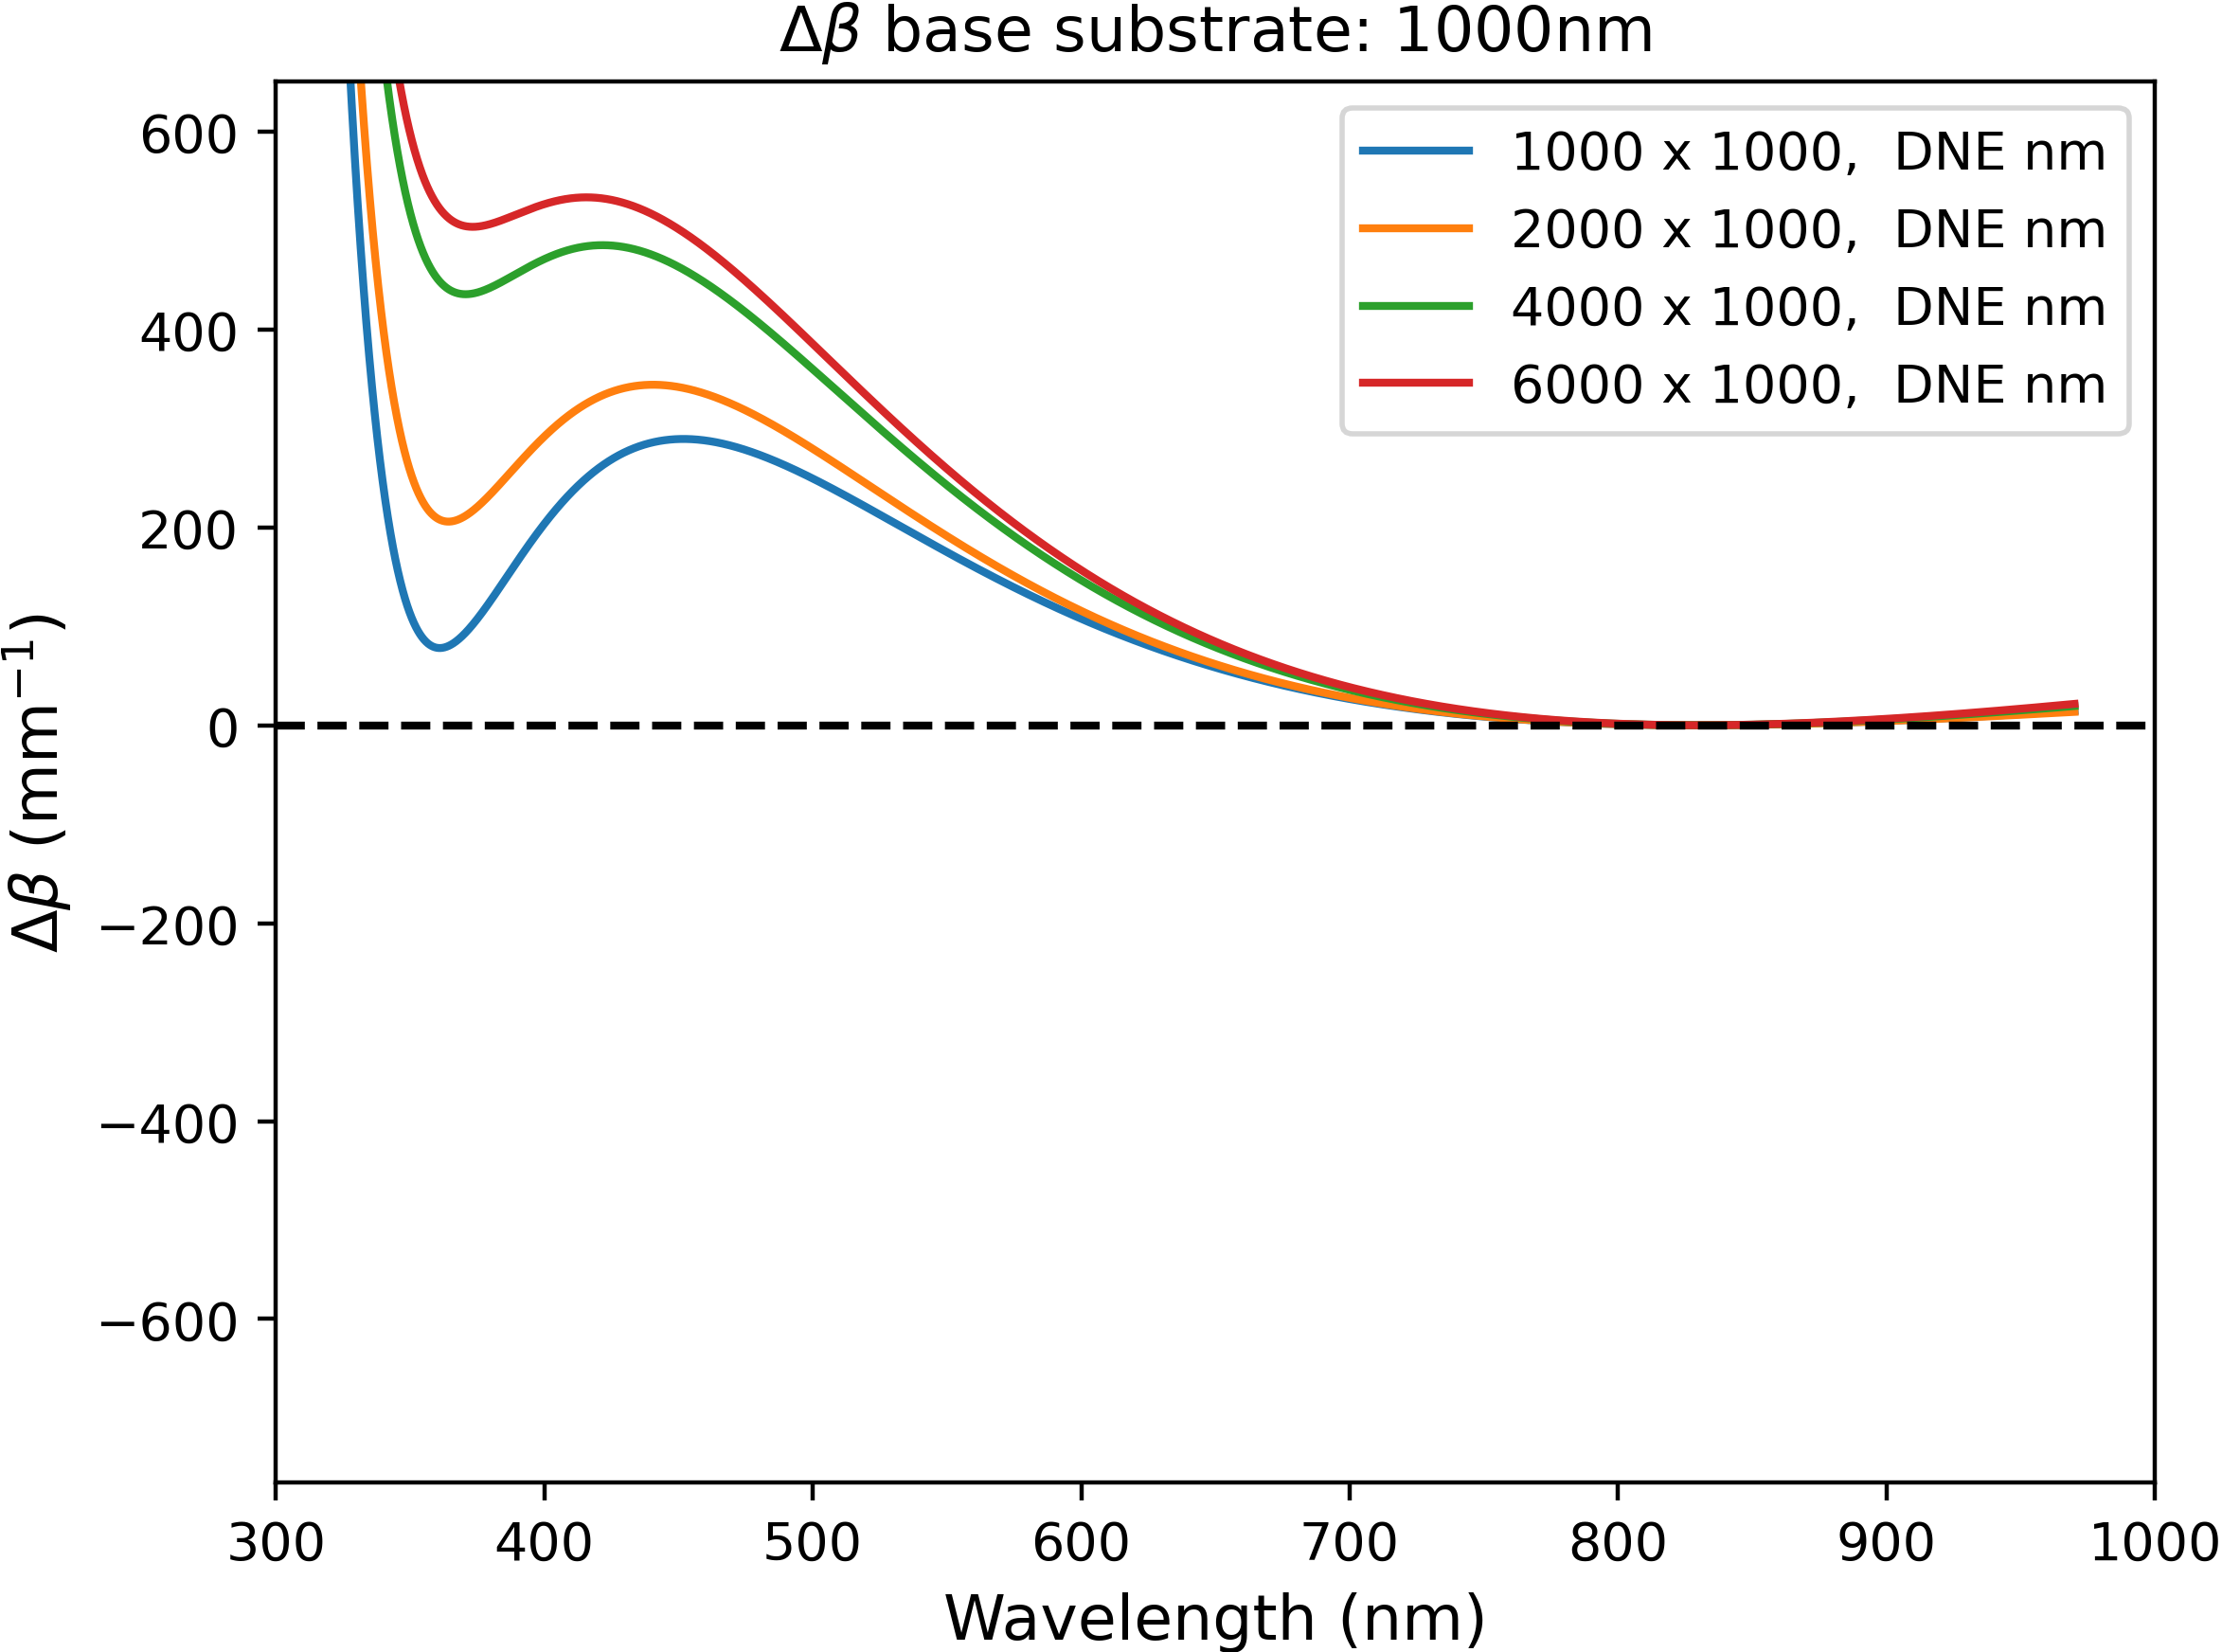 Δβ base substrate: 1000nm
600
400
200
0
−200
−400
−600
Δβ (mm⁻¹)
1000 x 1000, DNE nm
2000 x 1000, DNE nm
4000 x 1000, DNE nm
6000 x 1000, DNE nm
300 400 500 600 700 800 900 1000
Wavelength (nm)